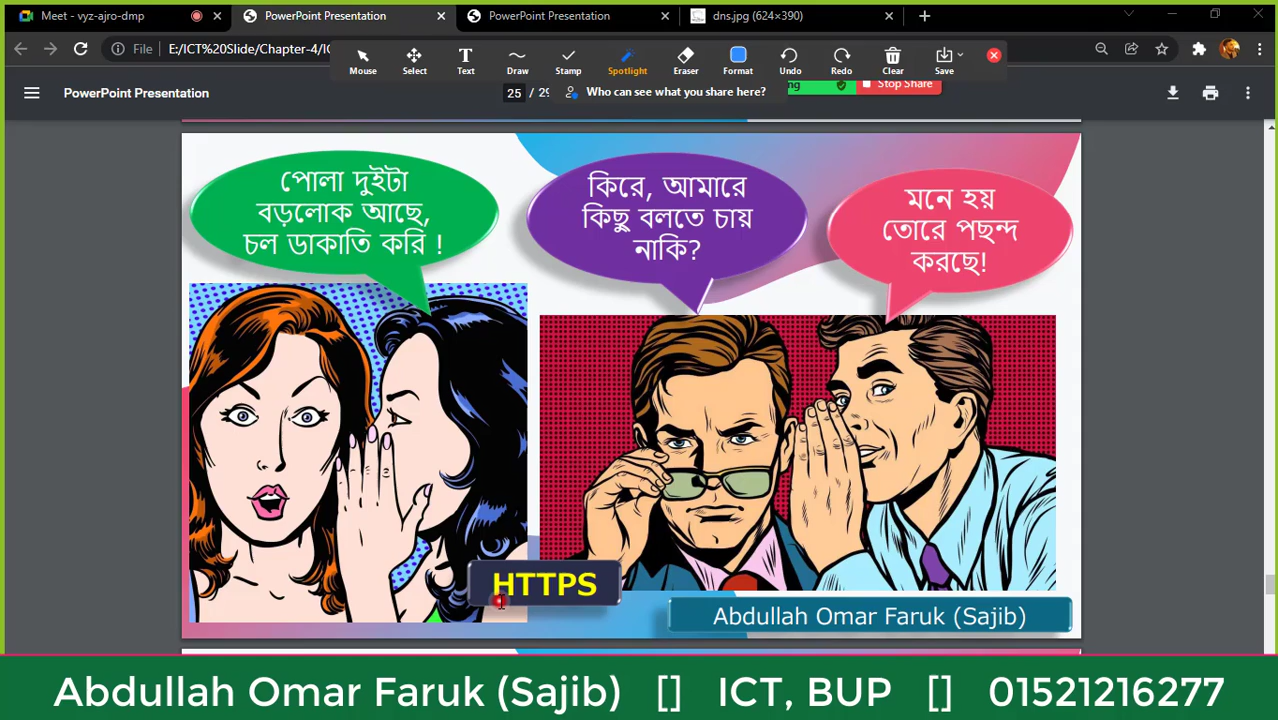 Meet - vyz-ajro-dmp
PowerPoint Presentation
PowerPoint Presentation
dns.jpg (624×390)
File
E:/ICT%20Slide/Chapter-4/IC
Mouse
Select
Text
Draw
Stamp
Spotlight
Eraser
Format
Undo
Redo
Clear
Save
PowerPoint Presentation
25 / 29
Who can see what you share here?
Stop Share
পোলা দুইটা
বড়লোক আছে,
চল ডাকাতি করি !
কিরে, আমারে
কিছু বলতে চায়
নাকি?
মনে হয়
তোরে পছন্দ
করছে!
HTTPS
Abdullah Omar Faruk (Sajib)
Abdullah Omar Faruk (Sajib) [] ICT, BUP [] 01521216277